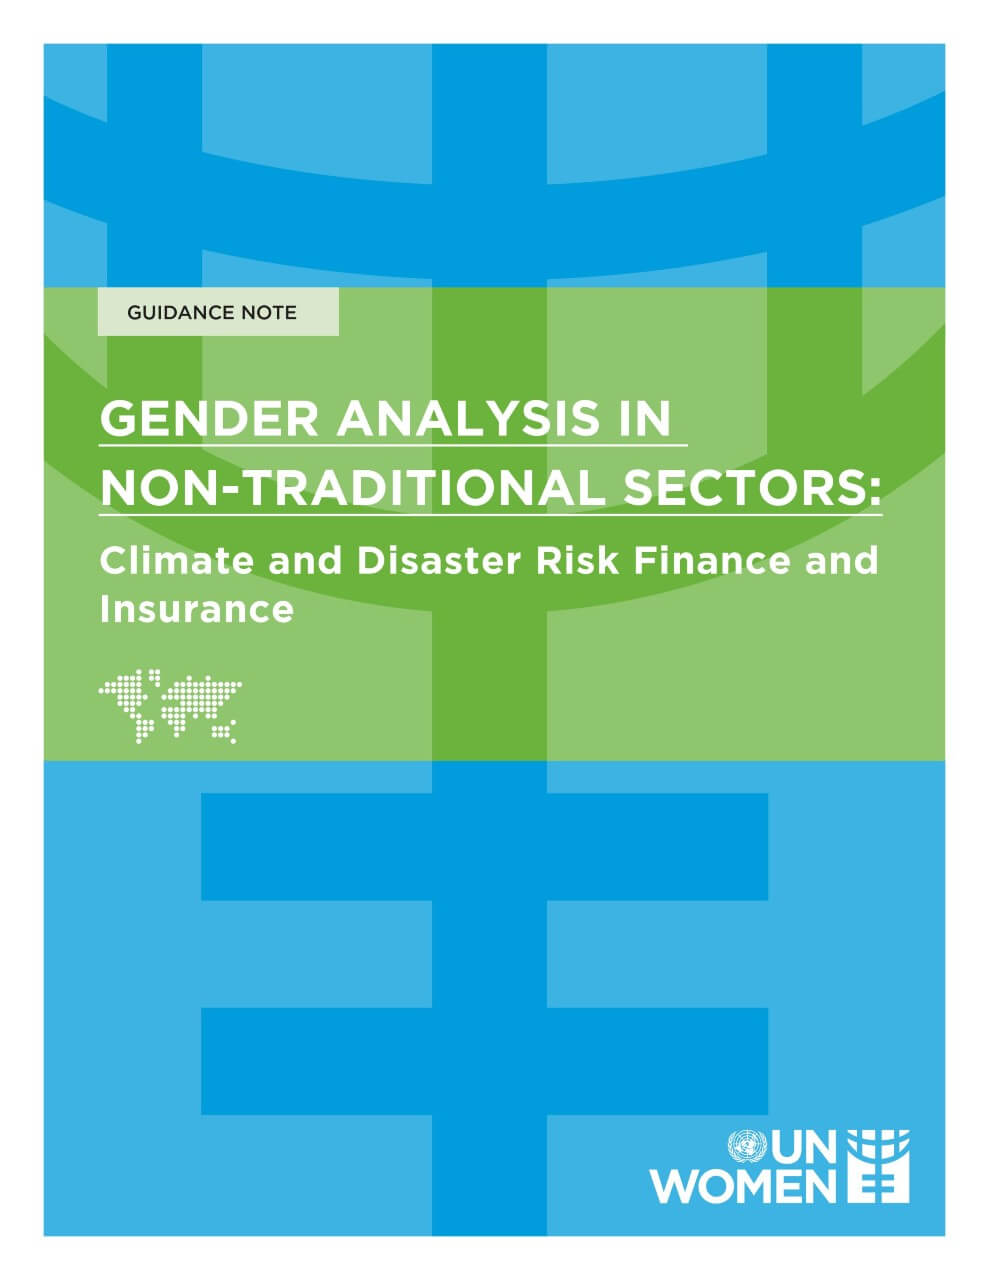 GUIDANCE NOTE
GENDER ANALYSIS IN
NON-TRADITIONAL SECTORS:
Climate and Disaster Risk Finance and
Insurance
UN
WOMEN